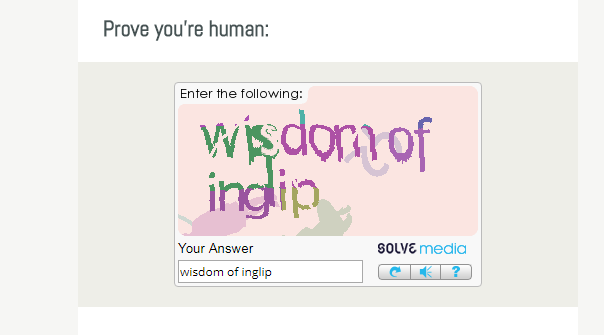 Prove you're human:
Enter the following:
wisdom of
inglip
Your Answer
SOLVE media
wisdom of inglip
?